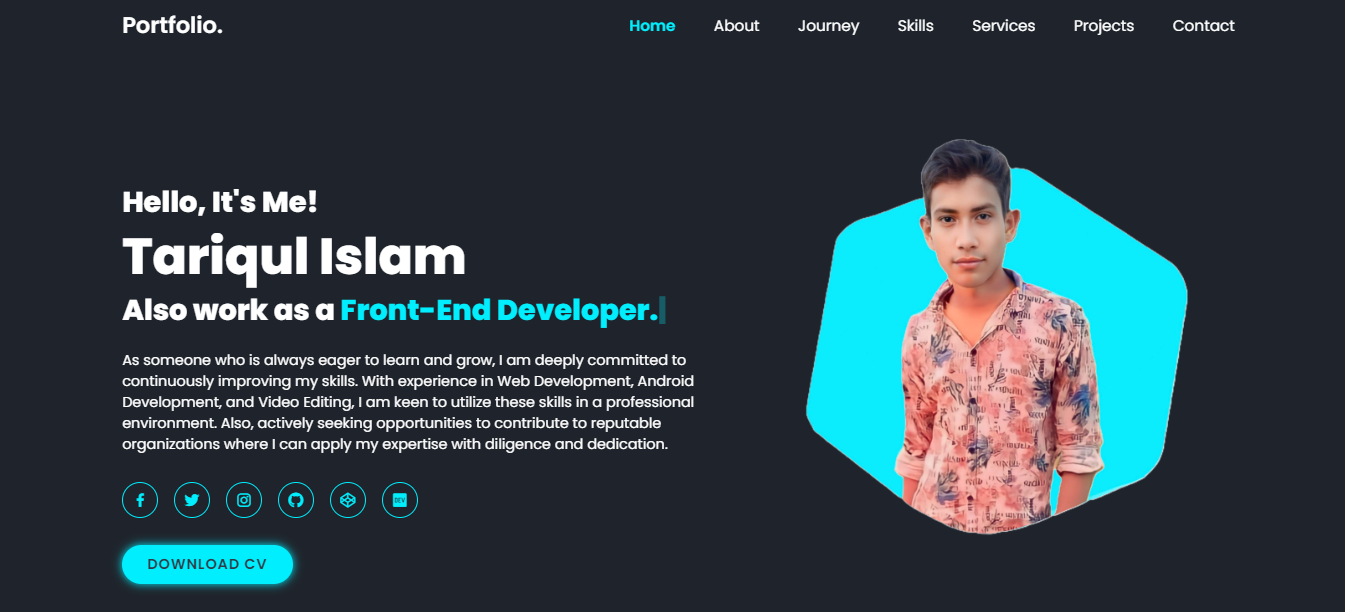 Portfolio.
Home
About
Journey
Skills
Services
Projects
Contact
Hello, It's Me!
Tariqul Islam
Also work as a Front-End Developer.
As someone who is always eager to learn and grow, I am deeply committed to
continuously improving my skills. With experience in Web Development, Android
Development, and Video Editing, I am keen to utilize these skills in a professional
environment. Also, actively seeking opportunities to contribute to reputable
organizations where I can apply my expertise with diligence and dedication.
DEV
DOWNLOAD CV